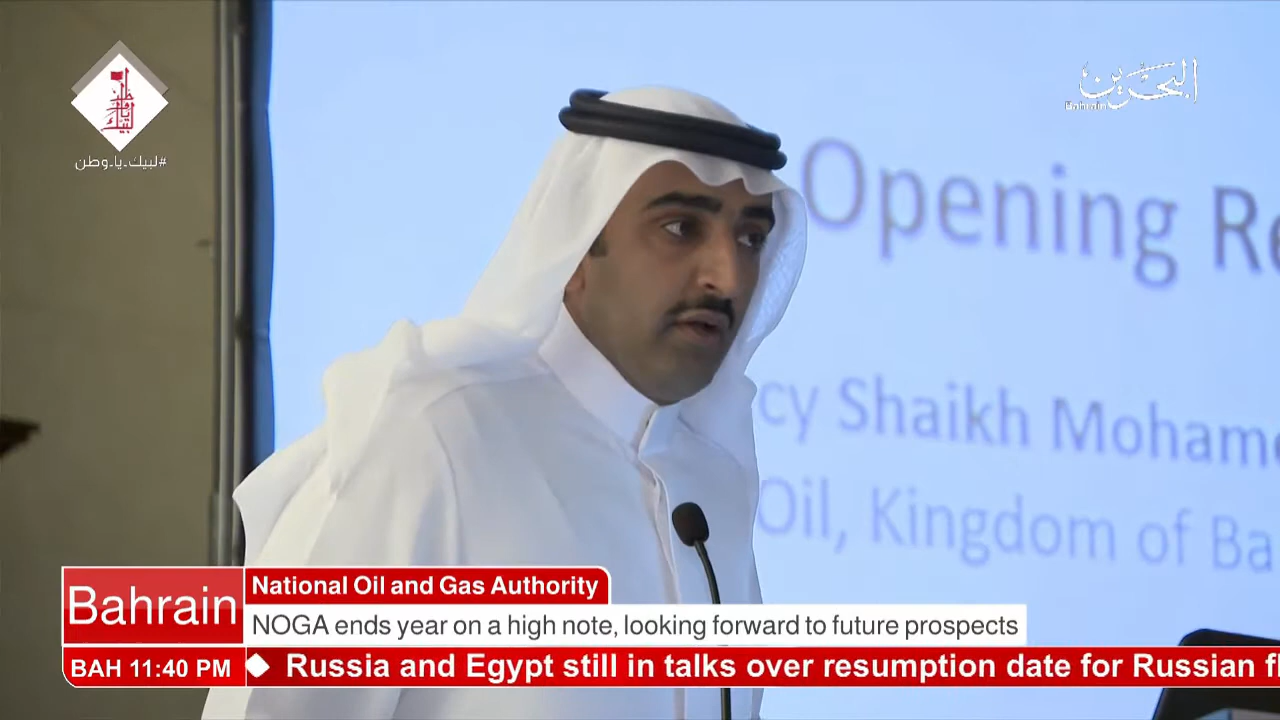 #لبيك_يا_وطن
البحرين
Bahrain
Opening Re
cy Shaikh Mohame
Oil, Kingdom of Ba
Bahrain
National Oil and Gas Authority
NOGA ends year on a high note, looking forward to future prospects
BAH 11:40 PM
Russia and Egypt still in talks over resumption date for Russian fl